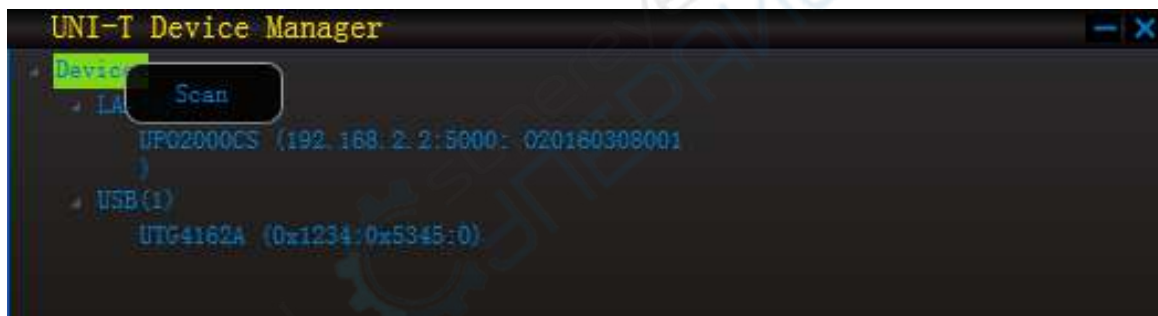 UNI-T Device Manager
Device
Scan
LA
UPO2000CS (192.168.2.2:5000: 020160308001
)
USB(1)
UTG4162A (0x1234:0x5345:0)